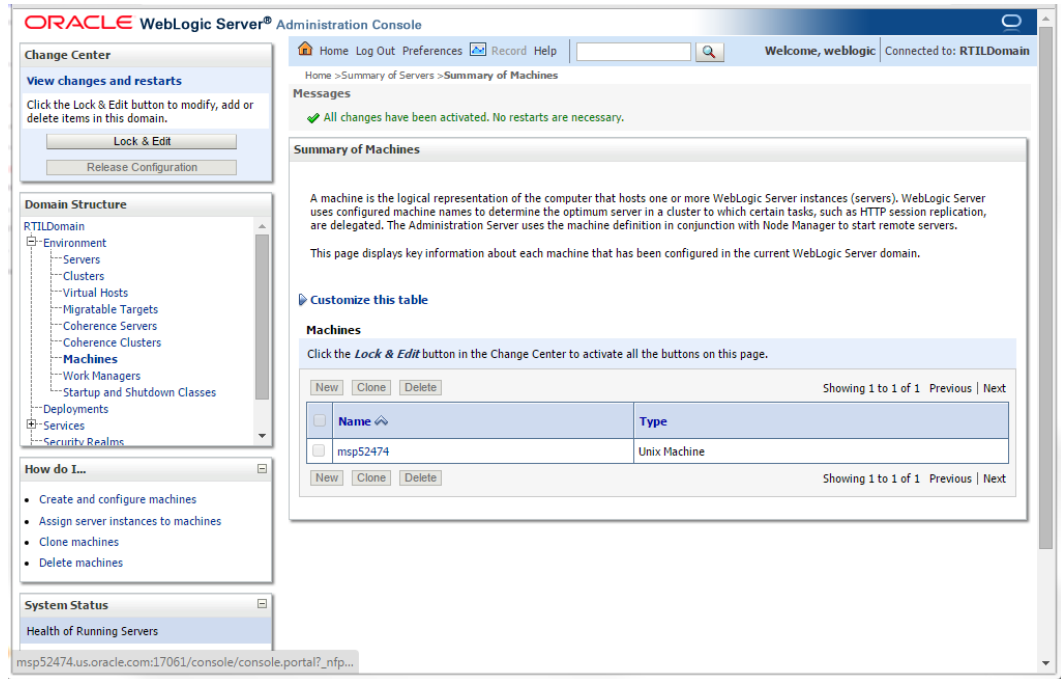 ORACLE WebLogic Server® Administration Console
Change Center
View changes and restarts
Click the Lock & Edit button to modify, add or
delete items in this domain.
Lock & Edit
Release Configuration
Domain Structure
RTILDomain
Environment
Servers
Clusters
Virtual Hosts
Migratable Targets
Coherence Servers
Coherence Clusters
Machines
Work Managers
Startup and Shutdown Classes
Deployments
Services
Security Realms
How do I...
Create and configure machines
Assign server instances to machines
Clone machines
Delete machines
System Status
Health of Running Servers
msp52474.us.oracle.com:17061/console/console.portal?_nfp...
Home Log Out Preferences Record Help
Welcome, weblogic Connected to: RTILDomain
Home >Summary of Servers >Summary of Machines
Messages
All changes have been activated. No restarts are necessary.
Summary of Machines
A machine is the logical representation of the computer that hosts one or more WebLogic Server instances (servers). WebLogic Server
uses configured machine names to determine the optimum server in a cluster to which certain tasks, such as HTTP session replication,
are delegated. The Administration Server uses the machine definition in conjunction with Node Manager to start remote servers.
This page displays key information about each machine that has been configured in the current WebLogic Server domain.
Customize this table
Machines
Click the Lock & Edit button in the Change Center to activate all the buttons on this page.
New Clone Delete Showing 1 to 1 of 1 Previous | Next
Name Type
msp52474 Unix Machine
New Clone Delete Showing 1 to 1 of 1 Previous | Next